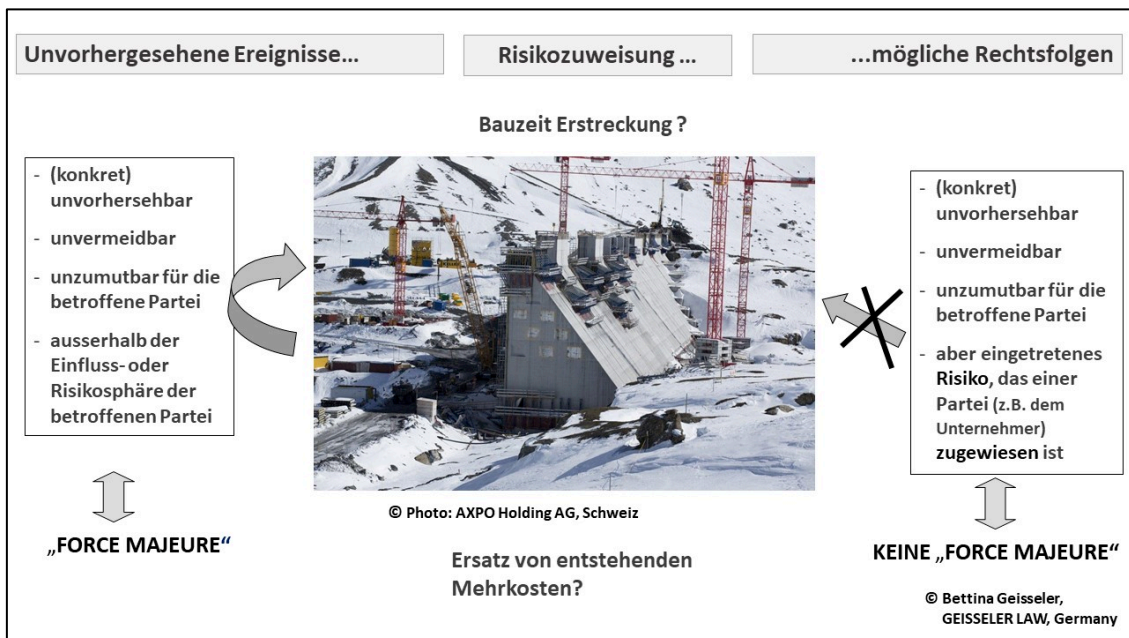 Unvorhergesehene Ereignisse...
Risikozuweisung ...
...mögliche Rechtsfolgen
Bauzeit Erstreckung ?
- (konkret)
unvorhersehbar
- unvermeidbar
- unzumutbar für die
betroffene Partei
- ausserhalb der
Einfluss- oder
Risikosphäre der
betroffenen Partei
„FORCE MAJEURE“
© Photo: AXPO Holding AG, Schweiz
Ersatz von entstehenden
Mehrkosten?
- (konkret)
unvorhersehbar
- unvermeidbar
- unzumutbar für die
betroffene Partei
- aber eingetretenes
Risiko, das einer
Partei (z.B. dem
Unternehmer)
zugewiesen ist
KEINE „FORCE MAJEURE“
© Bettina Geisseler,
GEISSELER LAW, Germany